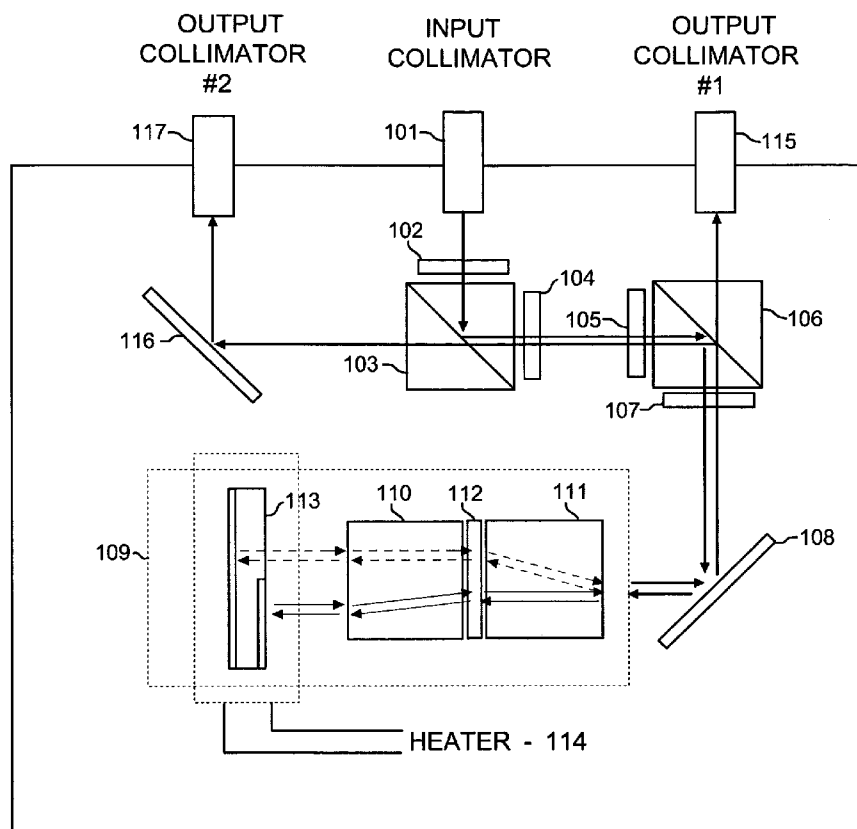 OUTPUT
COLLIMATOR
#2
INPUT
COLLIMATOR
OUTPUT
COLLIMATOR
#1
117
101
115
102
104
105
106
116
103
107
113
110
112
111
108
109
HEATER - 114